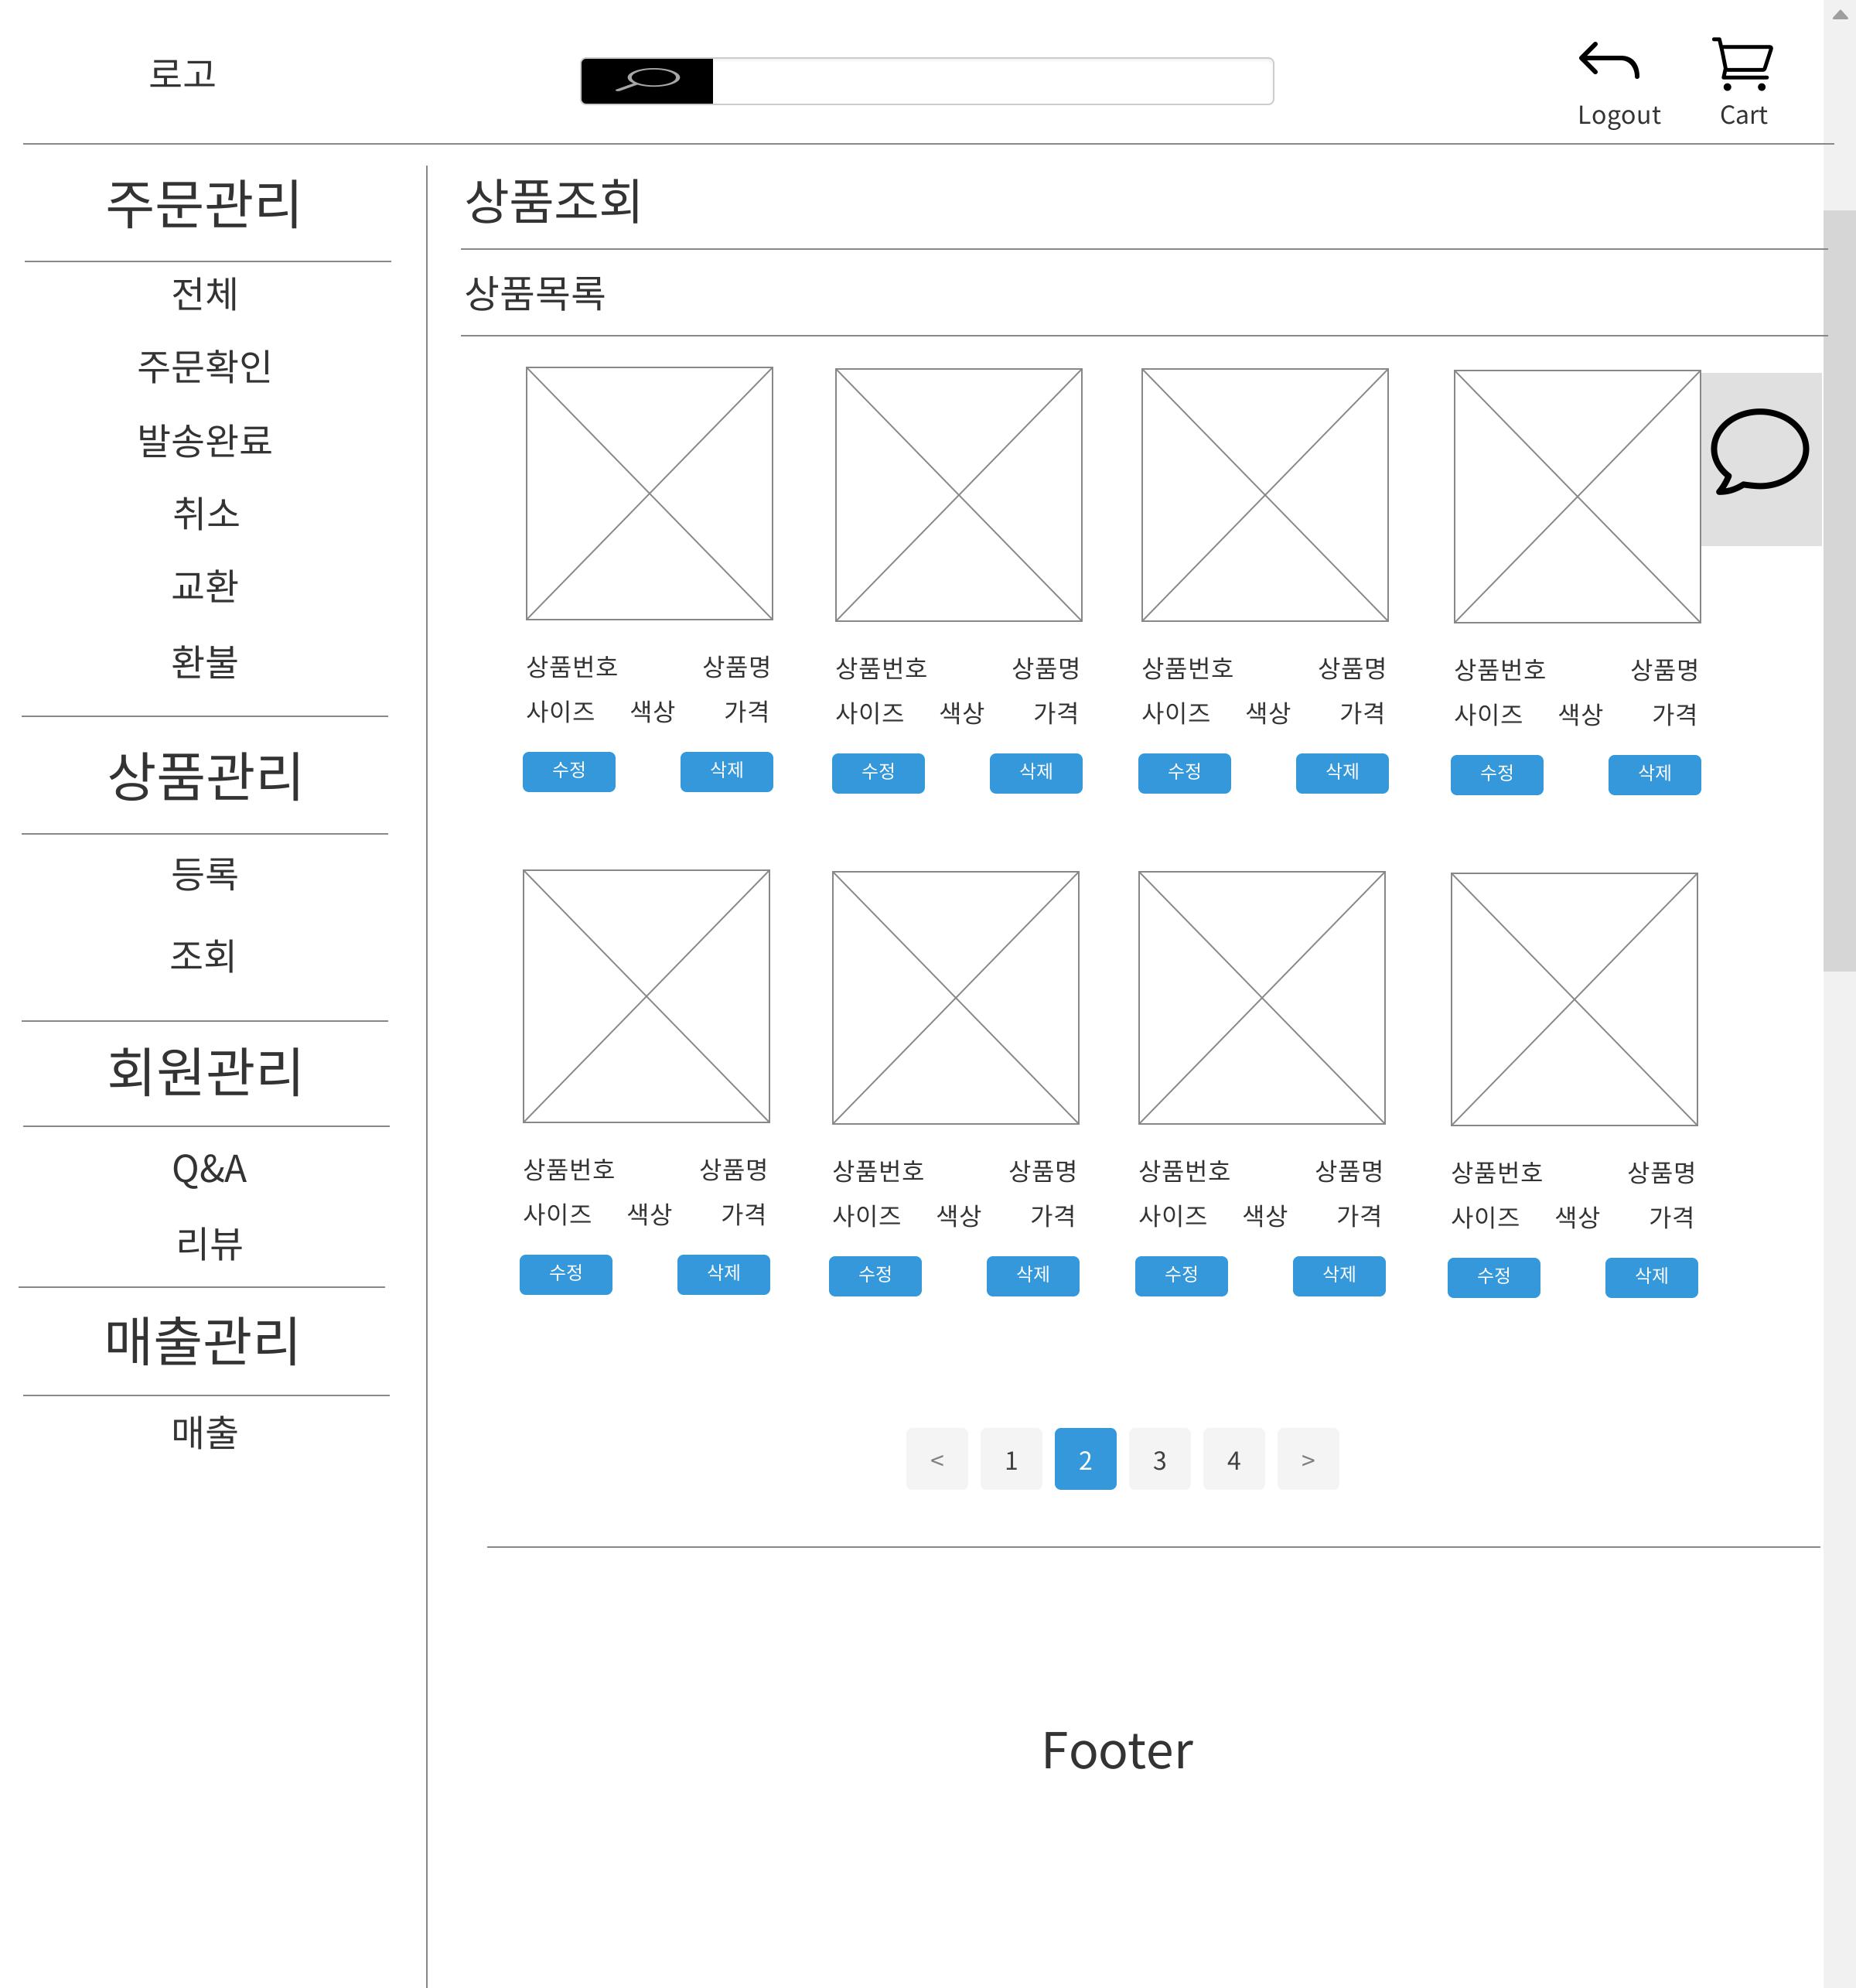 로고
Logout Cart
주문관리
전체
주문확인
발송완료
취소
교환
환불
상품관리
등록
조회
회원관리
Q&A
리뷰
매출관리
매출
상품조회
상품목록
상품번호 상품명 상품번호 상품명 상품번호 상품명 상품번호 상품명
사이즈 색상 가격 사이즈 색상 가격 사이즈 색상 가격 사이즈 색상 가격
수정 삭제 수정 삭제 수정 삭제 수정 삭제
상품번호 상품명 상품번호 상품명 상품번호 상품명 상품번호 상품명
사이즈 색상 가격 사이즈 색상 가격 사이즈 색상 가격 사이즈 색상 가격
수정 삭제 수정 삭제 수정 삭제 수정 삭제
< 1 2 3 4 >
Footer